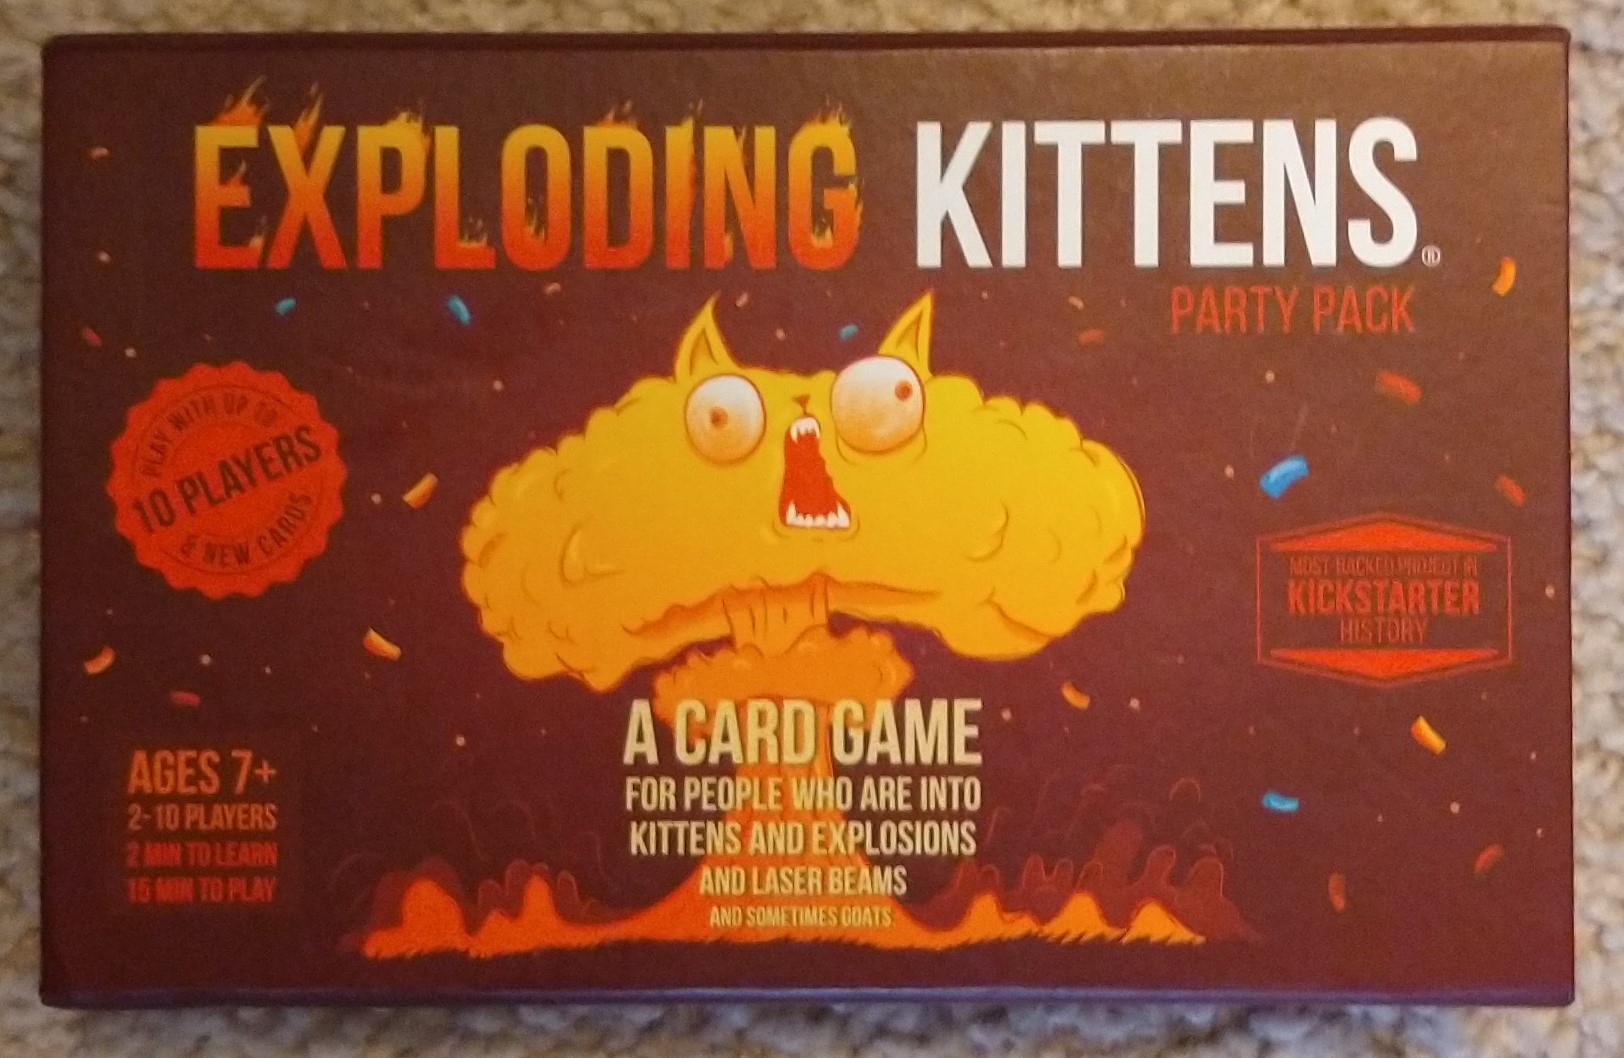 EXPLODING KITTENS®
PARTY PACK
PLAY WITH UP TO
10 PLAYERS
& NEW CARDS
MOST-BACKED PROJECT IN
KICKSTARTER
HISTORY
A CARD GAME
FOR PEOPLE WHO ARE INTO
KITTENS AND EXPLOSIONS
AND LASER BEAMS
AND SOMETIMES GOATS.
AGES 7+
2-10 PLAYERS
2 MIN TO LEARN
15 MIN TO PLAY